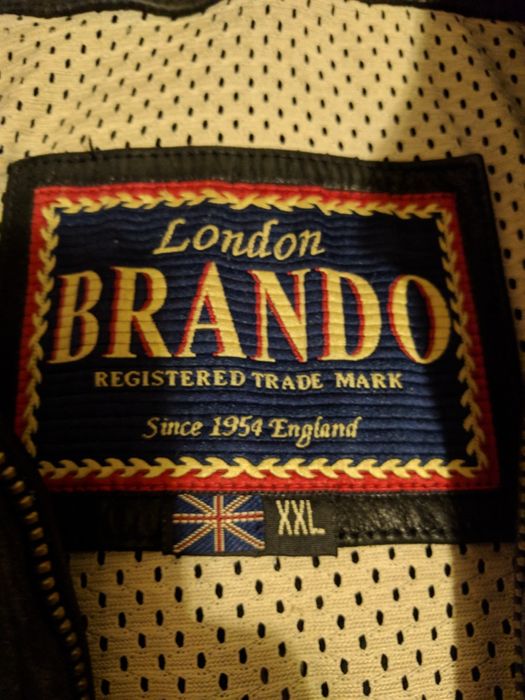 London
BRANDO
REGISTERED TRADE MARK
Since 1954 England
XXL